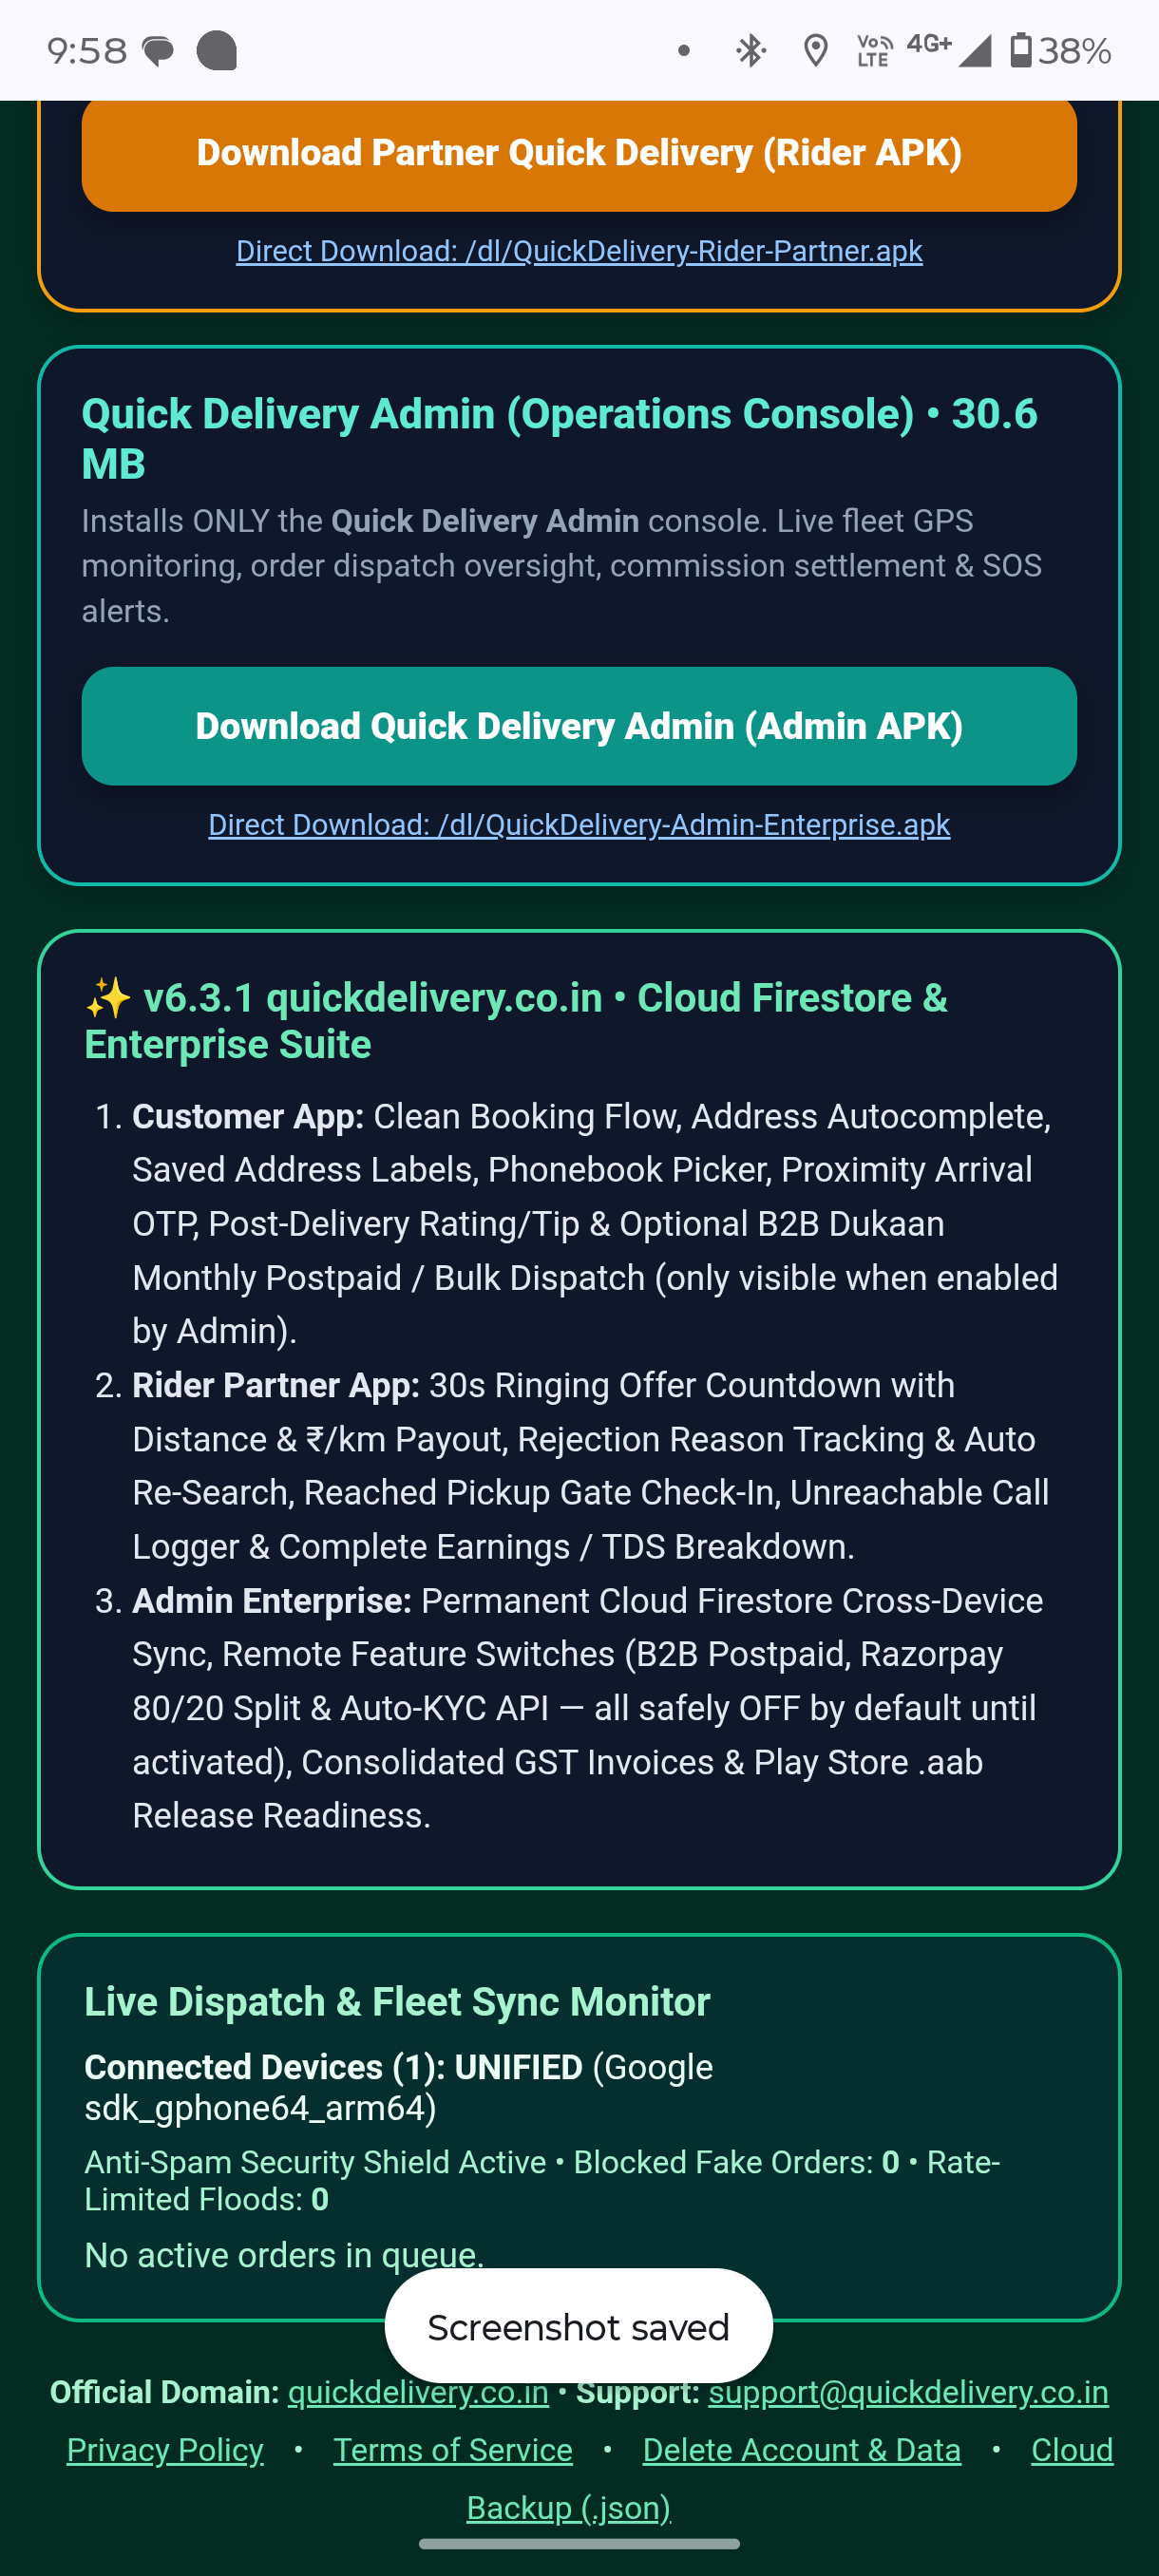 9:58
VoLTE 4G+ 38%
Download Partner Quick Delivery (Rider APK)
Direct Download: /dl/QuickDelivery-Rider-Partner.apk
Quick Delivery Admin (Operations Console) • 30.6
MB
Installs ONLY the Quick Delivery Admin console. Live fleet GPS
monitoring, order dispatch oversight, commission settlement & SOS
alerts.
Download Quick Delivery Admin (Admin APK)
Direct Download: /dl/QuickDelivery-Admin-Enterprise.apk
✨ v6.3.1 quickdelivery.co.in • Cloud Firestore &
Enterprise Suite
1. Customer App: Clean Booking Flow, Address Autocomplete,
Saved Address Labels, Phonebook Picker, Proximity Arrival
OTP, Post-Delivery Rating/Tip & Optional B2B Dukaan
Monthly Postpaid / Bulk Dispatch (only visible when enabled
by Admin).
2. Rider Partner App: 30s Ringing Offer Countdown with
Distance & ₹/km Payout, Rejection Reason Tracking & Auto
Re-Search, Reached Pickup Gate Check-In, Unreachable Call
Logger & Complete Earnings / TDS Breakdown.
3. Admin Enterprise: Permanent Cloud Firestore Cross-Device
Sync, Remote Feature Switches (B2B Postpaid, Razorpay
80/20 Split & Auto-KYC API — all safely OFF by default until
activated), Consolidated GST Invoices & Play Store .aab
Release Readiness.
Live Dispatch & Fleet Sync Monitor
Connected Devices (1): UNIFIED (Google
sdk_gphone64_arm64)
Anti-Spam Security Shield Active • Blocked Fake Orders: 0 • Rate-
Limited Floods: 0
No active orders in queue.
Screenshot saved
Official Domain: quickdelivery.co.in • Support: support@quickdelivery.co.in
Privacy Policy • Terms of Service • Delete Account & Data • Cloud
Backup (.json)